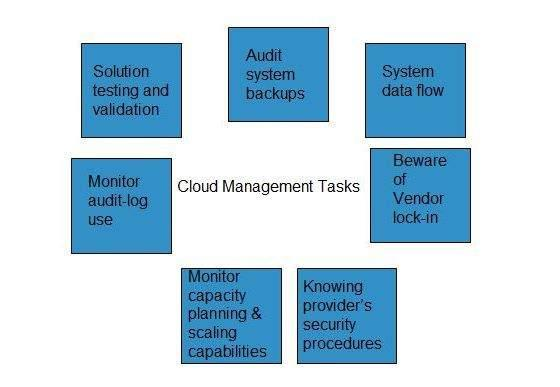 Audit
system
backups
Solution
testing and
validation
System
data flow
Monitor
audit-log
use
Cloud Management Tasks
Beware
of
Vendor
lock-in
Monitor
capacity
planning &
scaling
capabilities
Knowing
provider's
security
procedures